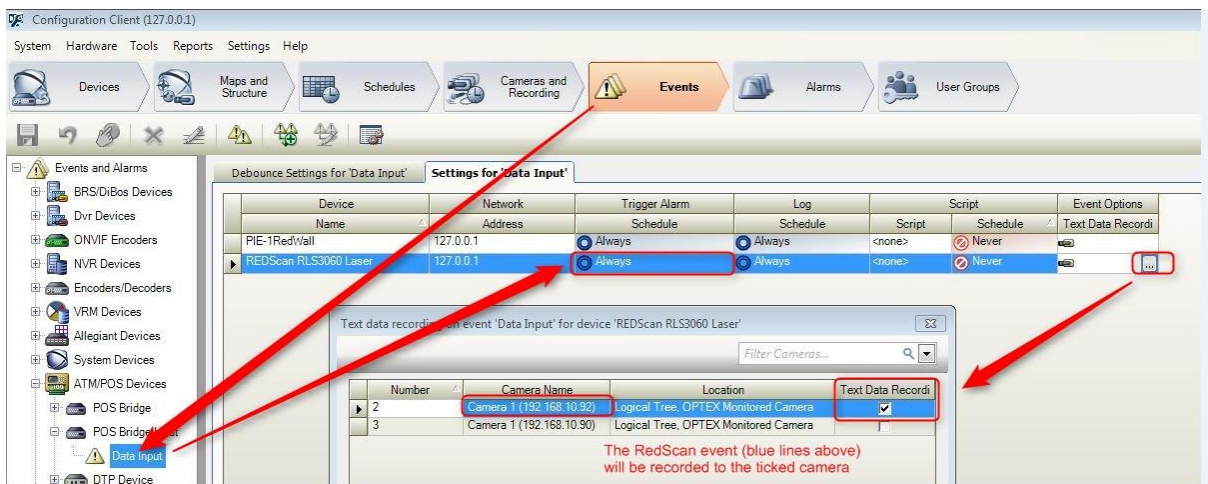 Configuration Client (127.0.0.1)
System Hardware Tools Reports Settings Help
Devices
Maps and
Structure
Schedules
Cameras and
Recording
Events
Alarms
User Groups
Events and Alarms
BRS/DiBos Devices
Dvr Devices
ONVIF Encoders
NVR Devices
Encoders/Decoders
VRM Devices
Allegiant Devices
System Devices
ATM/POS Devices
POS Bridge
POS Bridge
Data Input
DTP Device
Debounce Settings for 'Data Input' Settings for 'Data Input'
Device Network Trigger Alarm Log Script Event Options
Name Address Schedule Schedule Script Schedule Text Data Recordi
PIE-1RedWall 127.0.0.1 Always Always <none> Never
REDScan RLS3060 Laser 127.0.0.1 Always Always <none> Never ...
Text data recording on event 'Data Input' for device 'REDScan RLS3060 Laser'
Filter Cameras...
Number Camera Name Location Text Data Recordi
2 Camera 1 (192.168.10.92) Logical Tree, OPTEX Monitored Camera
3 Camera 1 (192.168.10.90) Logical Tree, OPTEX Monitored Camera
The RedScan event (blue lines above)
will be recorded to the ticked camera